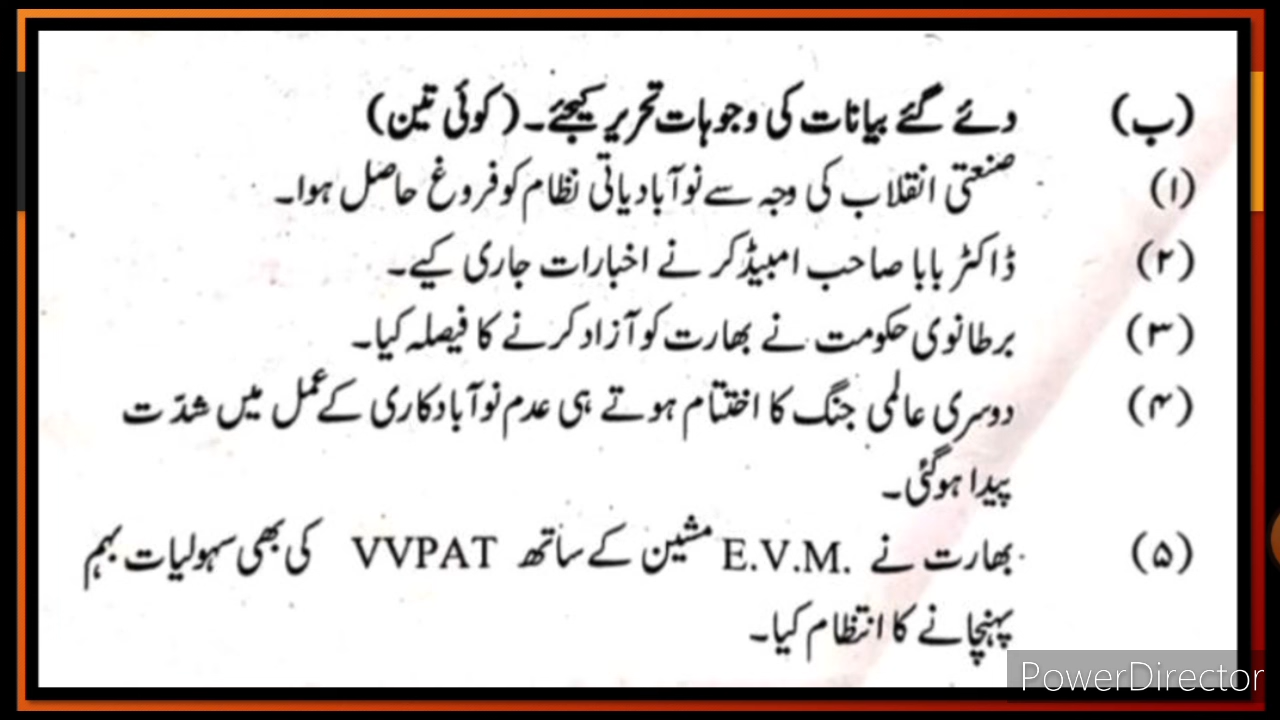 (ب) دئے گئے بیانات کی وجوہات تحریر کیجئے۔ (کوئی تین)
(۱) صنعتی انقلاب کی وجہ سے نوآبادیاتی نظام کو فروغ حاصل ہوا۔
(۲) ڈاکٹر بابا صاحب امبیڈکر نے اخبارات جاری کیے۔
(۳) برطانوی حکومت نے بھارت کو آزاد کرنے کا فیصلہ کیا۔
(۴) دوسری عالمی جنگ کا اختتام ہوتے ہی عدم نوآبادکاری کے عمل میں شدّت
پیدا ہوگئی۔
(۵) بھارت نے E.V.M. مشین کے ساتھ VVPAT کی بھی سہولیات بہم
پہنچانے کا انتظام کیا۔
PowerDirector